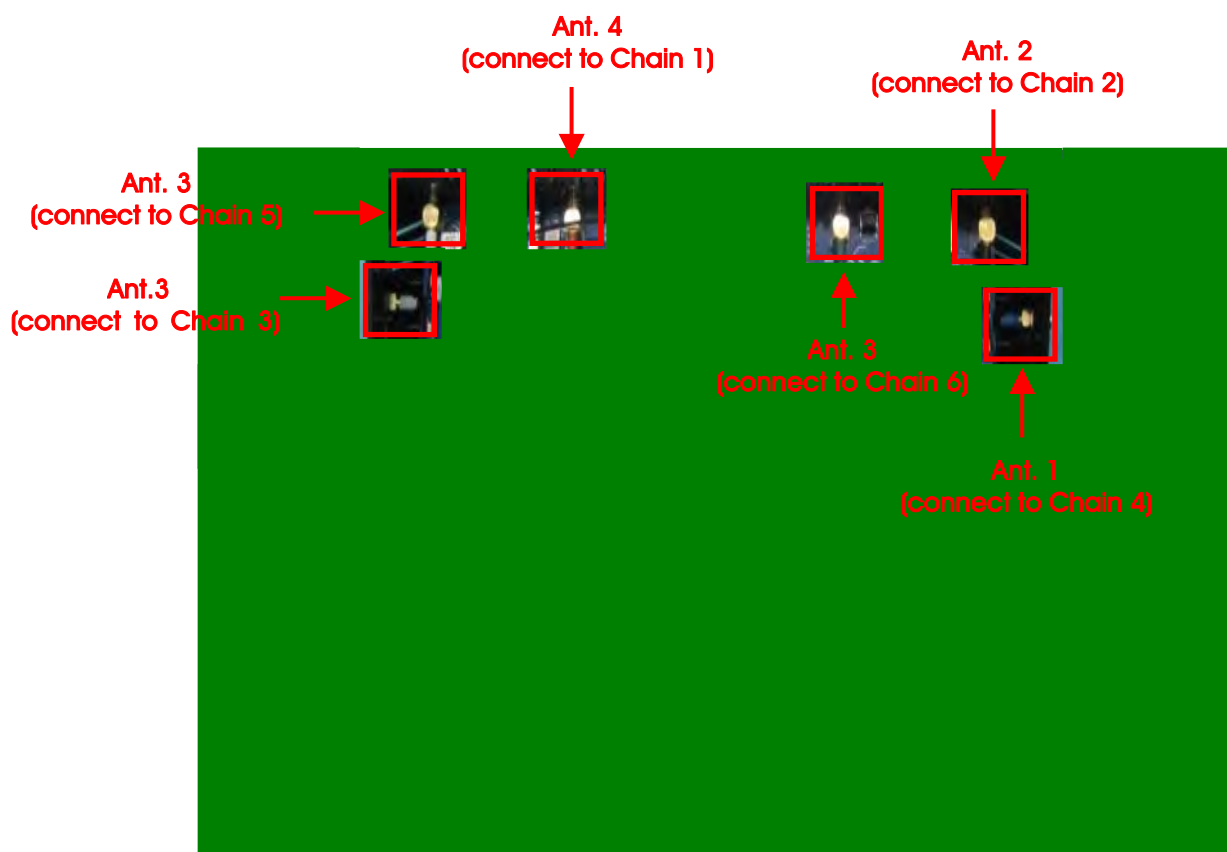 Ant. 4
(connect to Chain 1)
Ant. 2
(connect to Chain 2)
Ant. 3
(connect to Chain 5)
Ant.3
(connect to Chain 3)
Ant. 3
(connect to Chain 6)
Ant. 1
(connect to Chain 4)